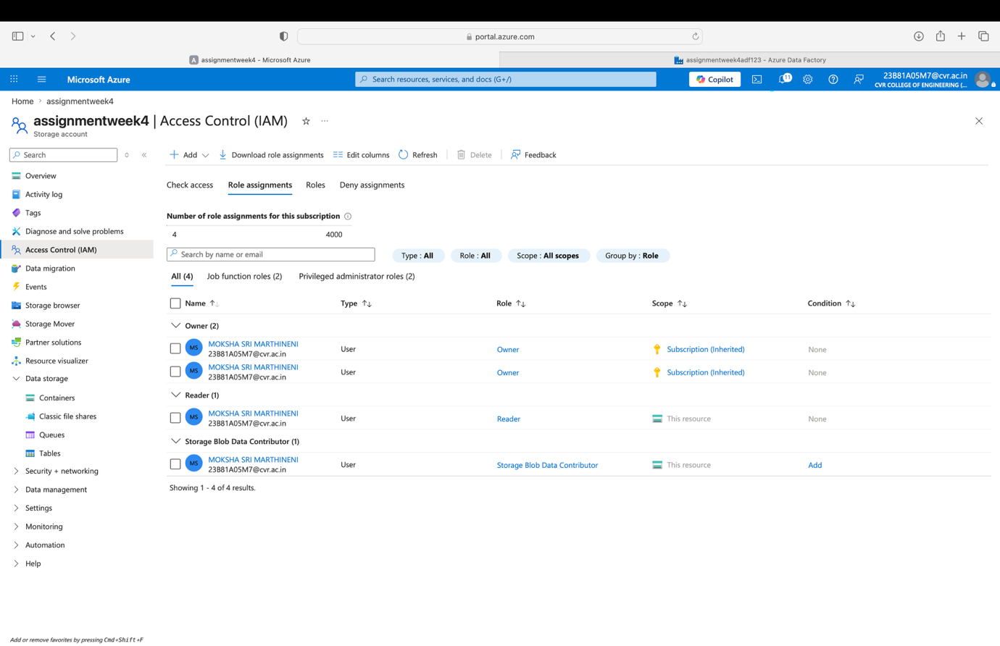 portal.azure.com
A assignmentweek4 - Microsoft Azure
assignmentweek4adf123 - Azure Data Factory
Microsoft Azure
Search resources, services, and docs (G+/)
Copilot
11
23B81A05M7@cvr.ac.in
CVR COLLEGE OF ENGINEERING (...
Home > assignmentweek4
assignmentweek4 | Access Control (IAM)
Storage account
Search
Add
Download role assignments
Edit columns
Refresh
Delete
Feedback
Overview
Activity log
Tags
Diagnose and solve problems
Access Control (IAM)
Data migration
Events
Storage browser
Storage Mover
Partner solutions
Resource visualizer
Data storage
Containers
Classic file shares
Queues
Tables
Security + networking
Data management
Settings
Monitoring
Automation
Help
Add or remove favorites by pressing Cmd+Shift+F
Check access Role assignments Roles Deny assignments
Number of role assignments for this subscription
4 4000
Search by name or email
Type : All
Role : All
Scope : All scopes
Group by : Role
All (4) Job function roles (2) Privileged administrator roles (2)
Name Type Role Scope Condition
Owner (2)
MS MOKSHA SRI MARTHINENI
23B81A05M7@cvr.ac.in
User Owner Subscription (Inherited) None
MS MOKSHA SRI MARTHINENI
23B81A05M7@cvr.ac.in
User Owner Subscription (Inherited) None
Reader (1)
MS MOKSHA SRI MARTHINENI
23B81A05M7@cvr.ac.in
User Reader This resource None
Storage Blob Data Contributor (1)
MS MOKSHA SRI MARTHINENI
23B81A05M7@cvr.ac.in
User Storage Blob Data Contributor This resource Add
Showing 1 - 4 of 4 results.